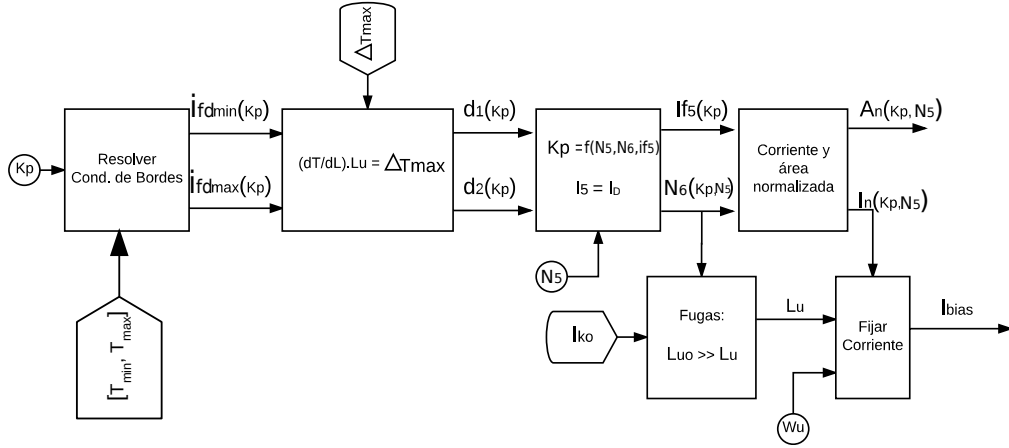 △Tmax
ifdmin(Kp)
d1(Kp)
If5(Kp)
An(Kp, N5)
Kp
Resolver
Cond. de Bordes
(dT/dL).Lu = △Tmax
Kp =f(N5,N6,if5)
I5 = ID
Corriente y
área
normalizada
ifdmax(Kp)
d2(Kp)
N6(Kp,N5)
In(Kp,N5)
N5
[Tmin, Tmax]
Iko
Fugas:
Luo >> Lu
Lu
Fijar
Corriente
Ibias
Wu